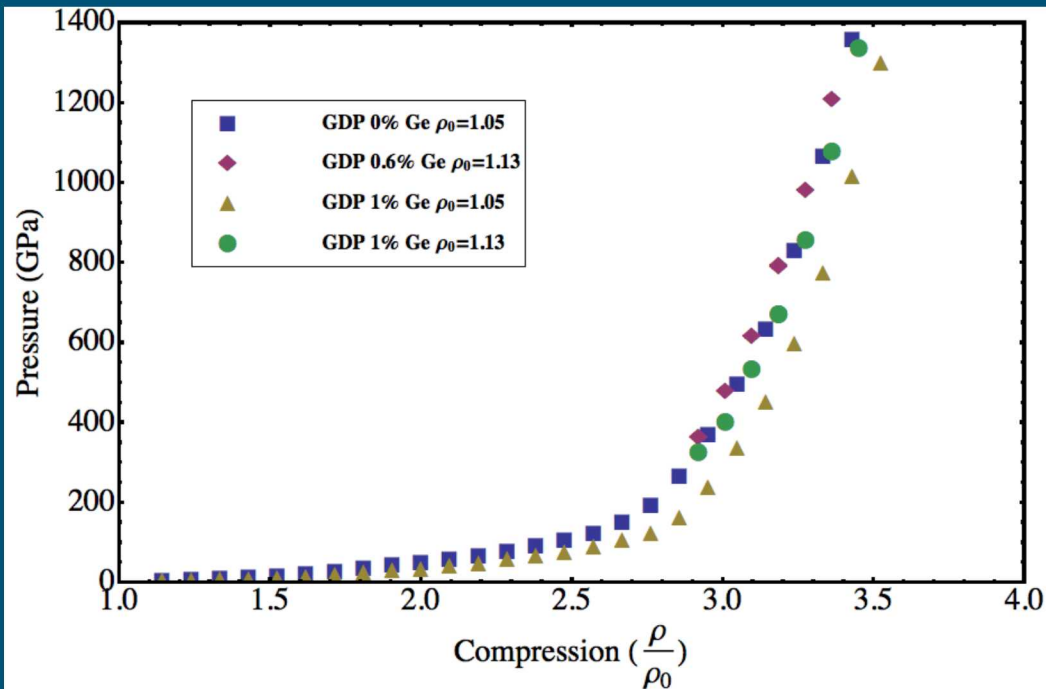 1400
1200
1000
800
600
400
200
0
Pressure (GPa)
GDP 0% Ge ρ0=1.05
GDP 0.6% Ge ρ0=1.13
GDP 1% Ge ρ0=1.05
GDP 1% Ge ρ0=1.13
1.0 1.5 2.0 2.5 3.0 3.5 4.0
Compression (ρ/ρ0)